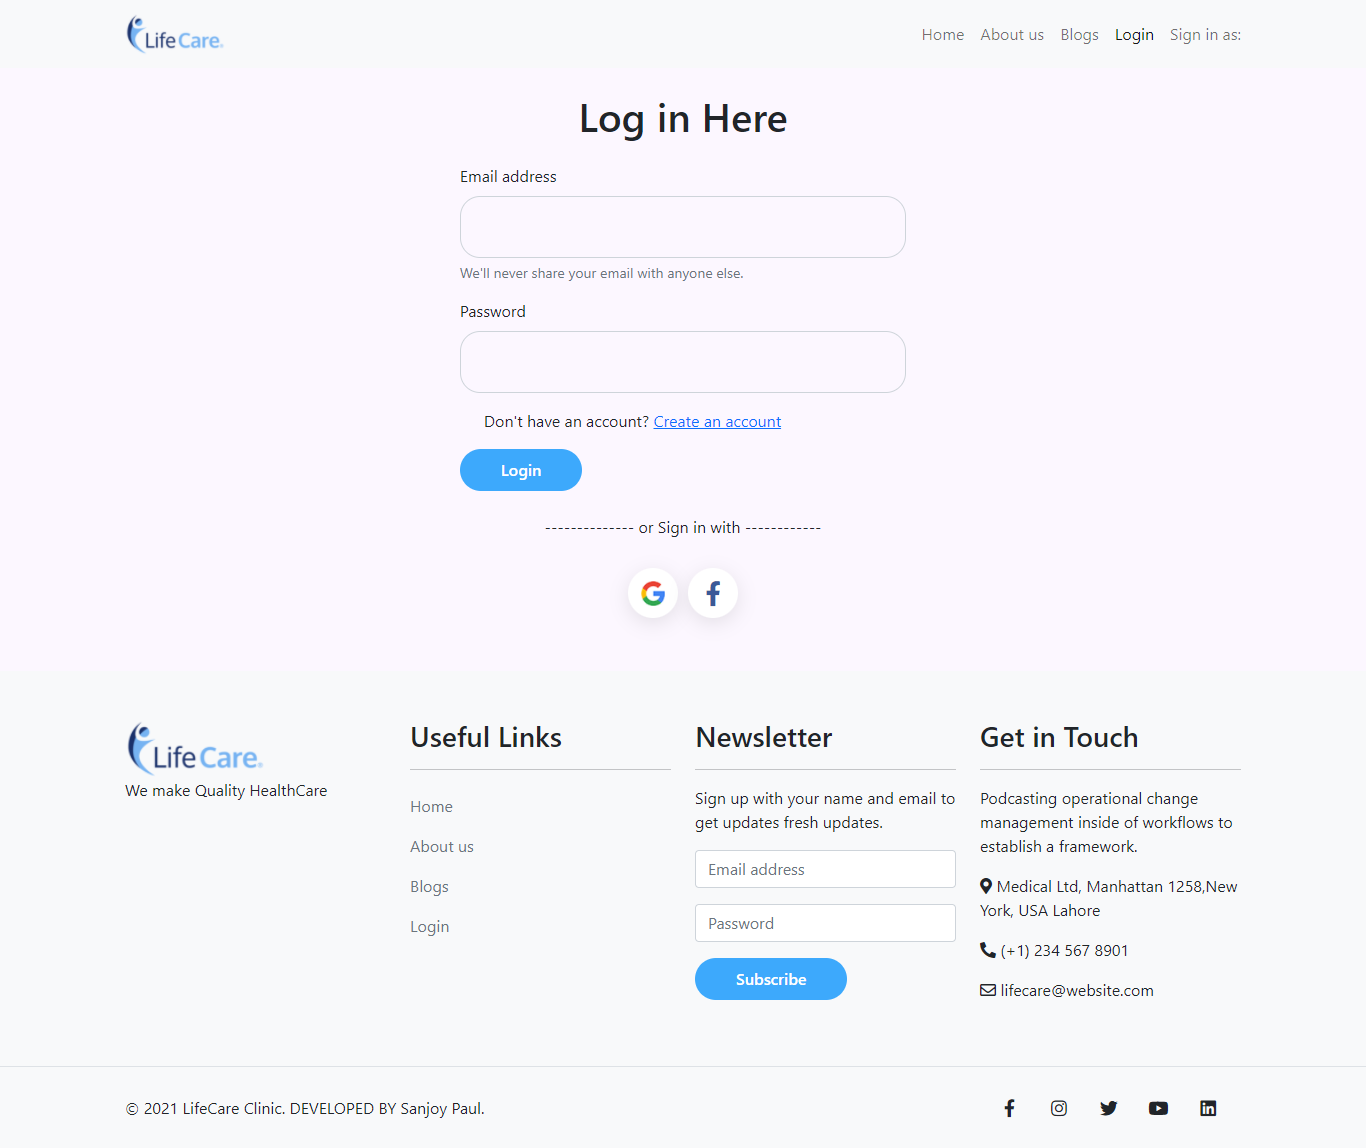 Life Care.
Home About us Blogs Login Sign in as:
Log in Here
Email address
We'll never share your email with anyone else.
Password
Don't have an account? Create an account
Login
-------------- or Sign in with ------------
Life Care.
We make Quality HealthCare
Useful Links
Home
About us
Blogs
Login
Newsletter
Sign up with your name and email to
get updates fresh updates.
Email address
Password
Subscribe
Get in Touch
Podcasting operational change
management inside of workflows to
establish a framework.
Medical Ltd, Manhattan 1258,New
York, USA Lahore
(+1) 234 567 8901
lifecare@website.com
© 2021 LifeCare Clinic. DEVELOPED BY Sanjoy Paul.